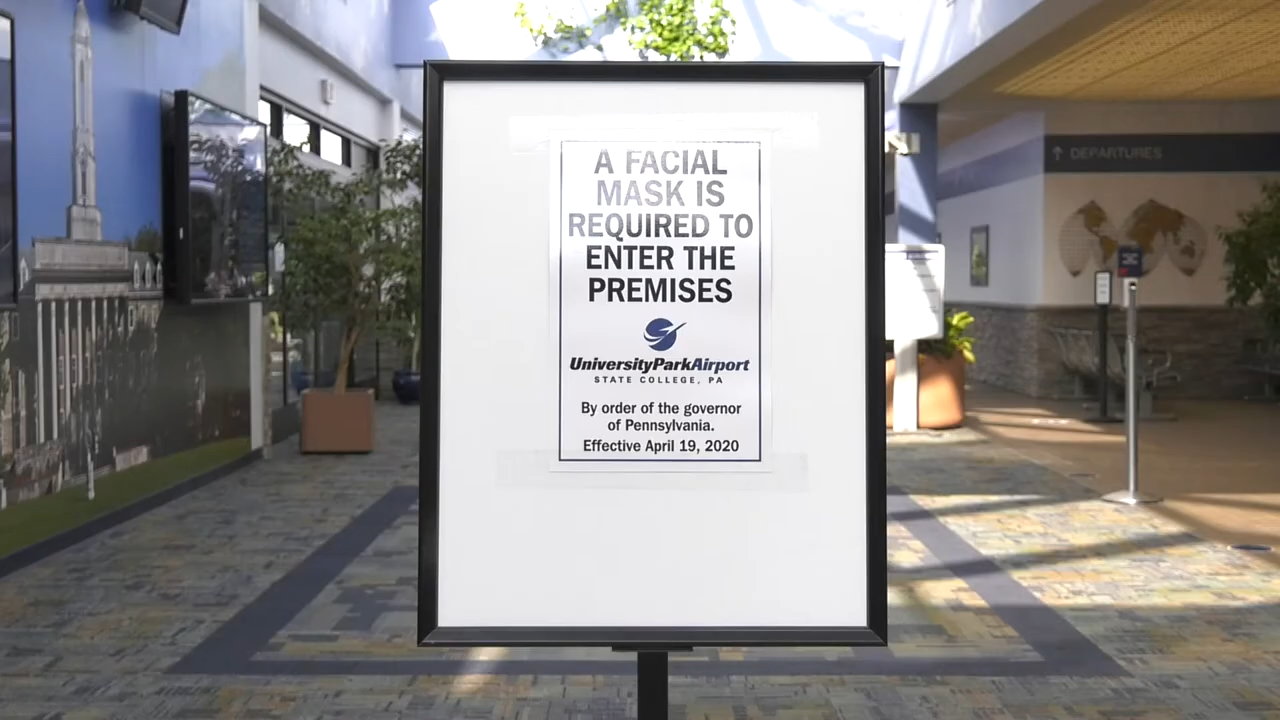 A FACIAL
MASK IS
REQUIRED TO
ENTER THE
PREMISES
UniversityParkAirport
STATE COLLEGE, PA
By order of the governor
of Pennsylvania.
Effective April 19, 2020
DEPARTURES